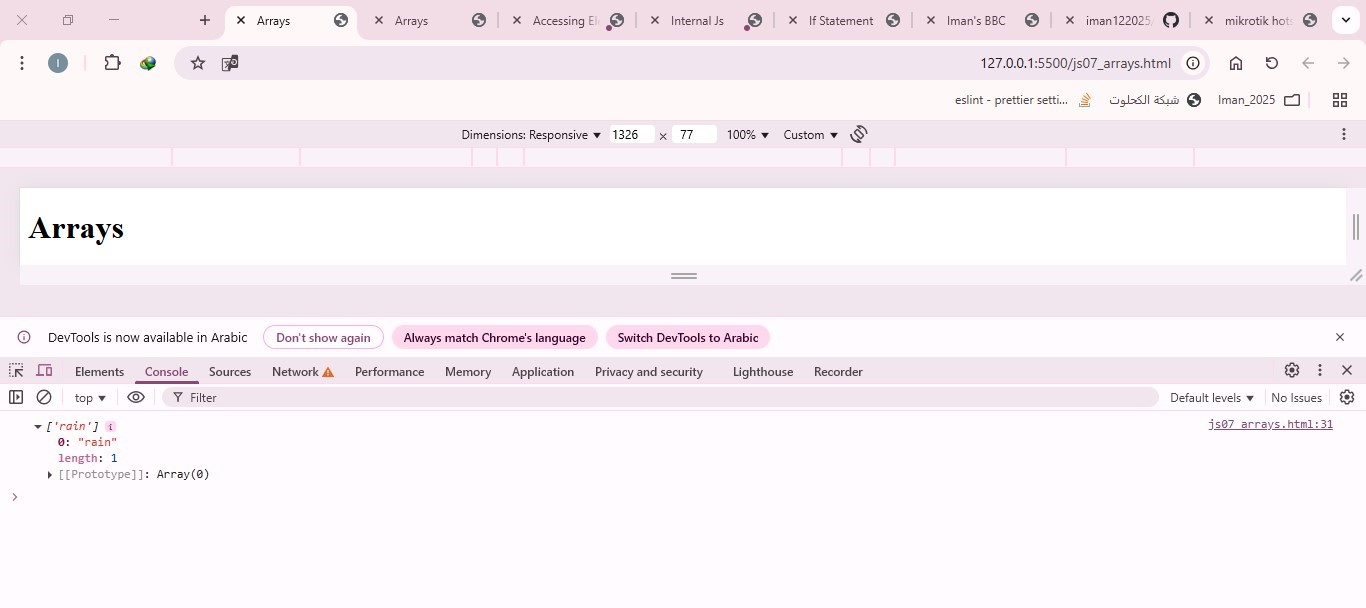 Arrays
Arrays
Accessing El
Internal Js
If Statement
Iman's BBC
iman122025
mikrotik hots
I
127.0.0.1:5500/js07_arrays.html
eslint - prettier setti...
شبكة الكحلوت
Iman_2025
Dimensions: Responsive 1326 x 77 100% Custom
Arrays
DevTools is now available in Arabic Don't show again Always match Chrome's language Switch DevTools to Arabic
Elements Console Sources Network Performance Memory Application Privacy and security Lighthouse Recorder
top Filter Default levels No Issues
['rain'] i js07_arrays.html:31
0: "rain"
length: 1
[[Prototype]]: Array(0)